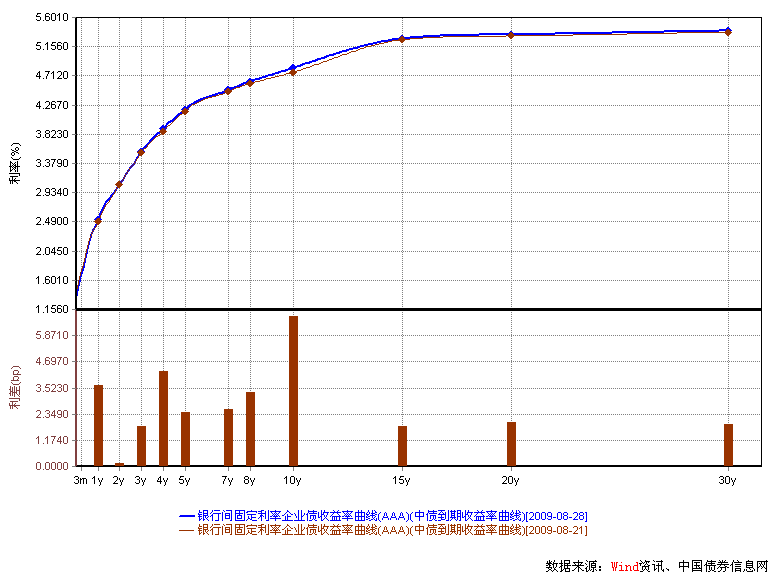 5.6010
5.1560
4.7120
4.2670
3.8230
3.3790
2.9340
2.4900
2.0450
1.6010
1.1560
利率(%)
5.8710
4.6970
3.5230
2.3490
1.1740
0.0000
利差(bp)
3m 1y 2y 3y 4y 5y 7y 8y 10y 15y 20y 30y
银行间固定利率企业债收益率曲线(AAA)(中债到期收益率曲线)[2009-08-28]
银行间固定利率企业债收益率曲线(AAA)(中债到期收益率曲线)[2009-08-21]
数据来源：Wind资讯、中国债券信息网